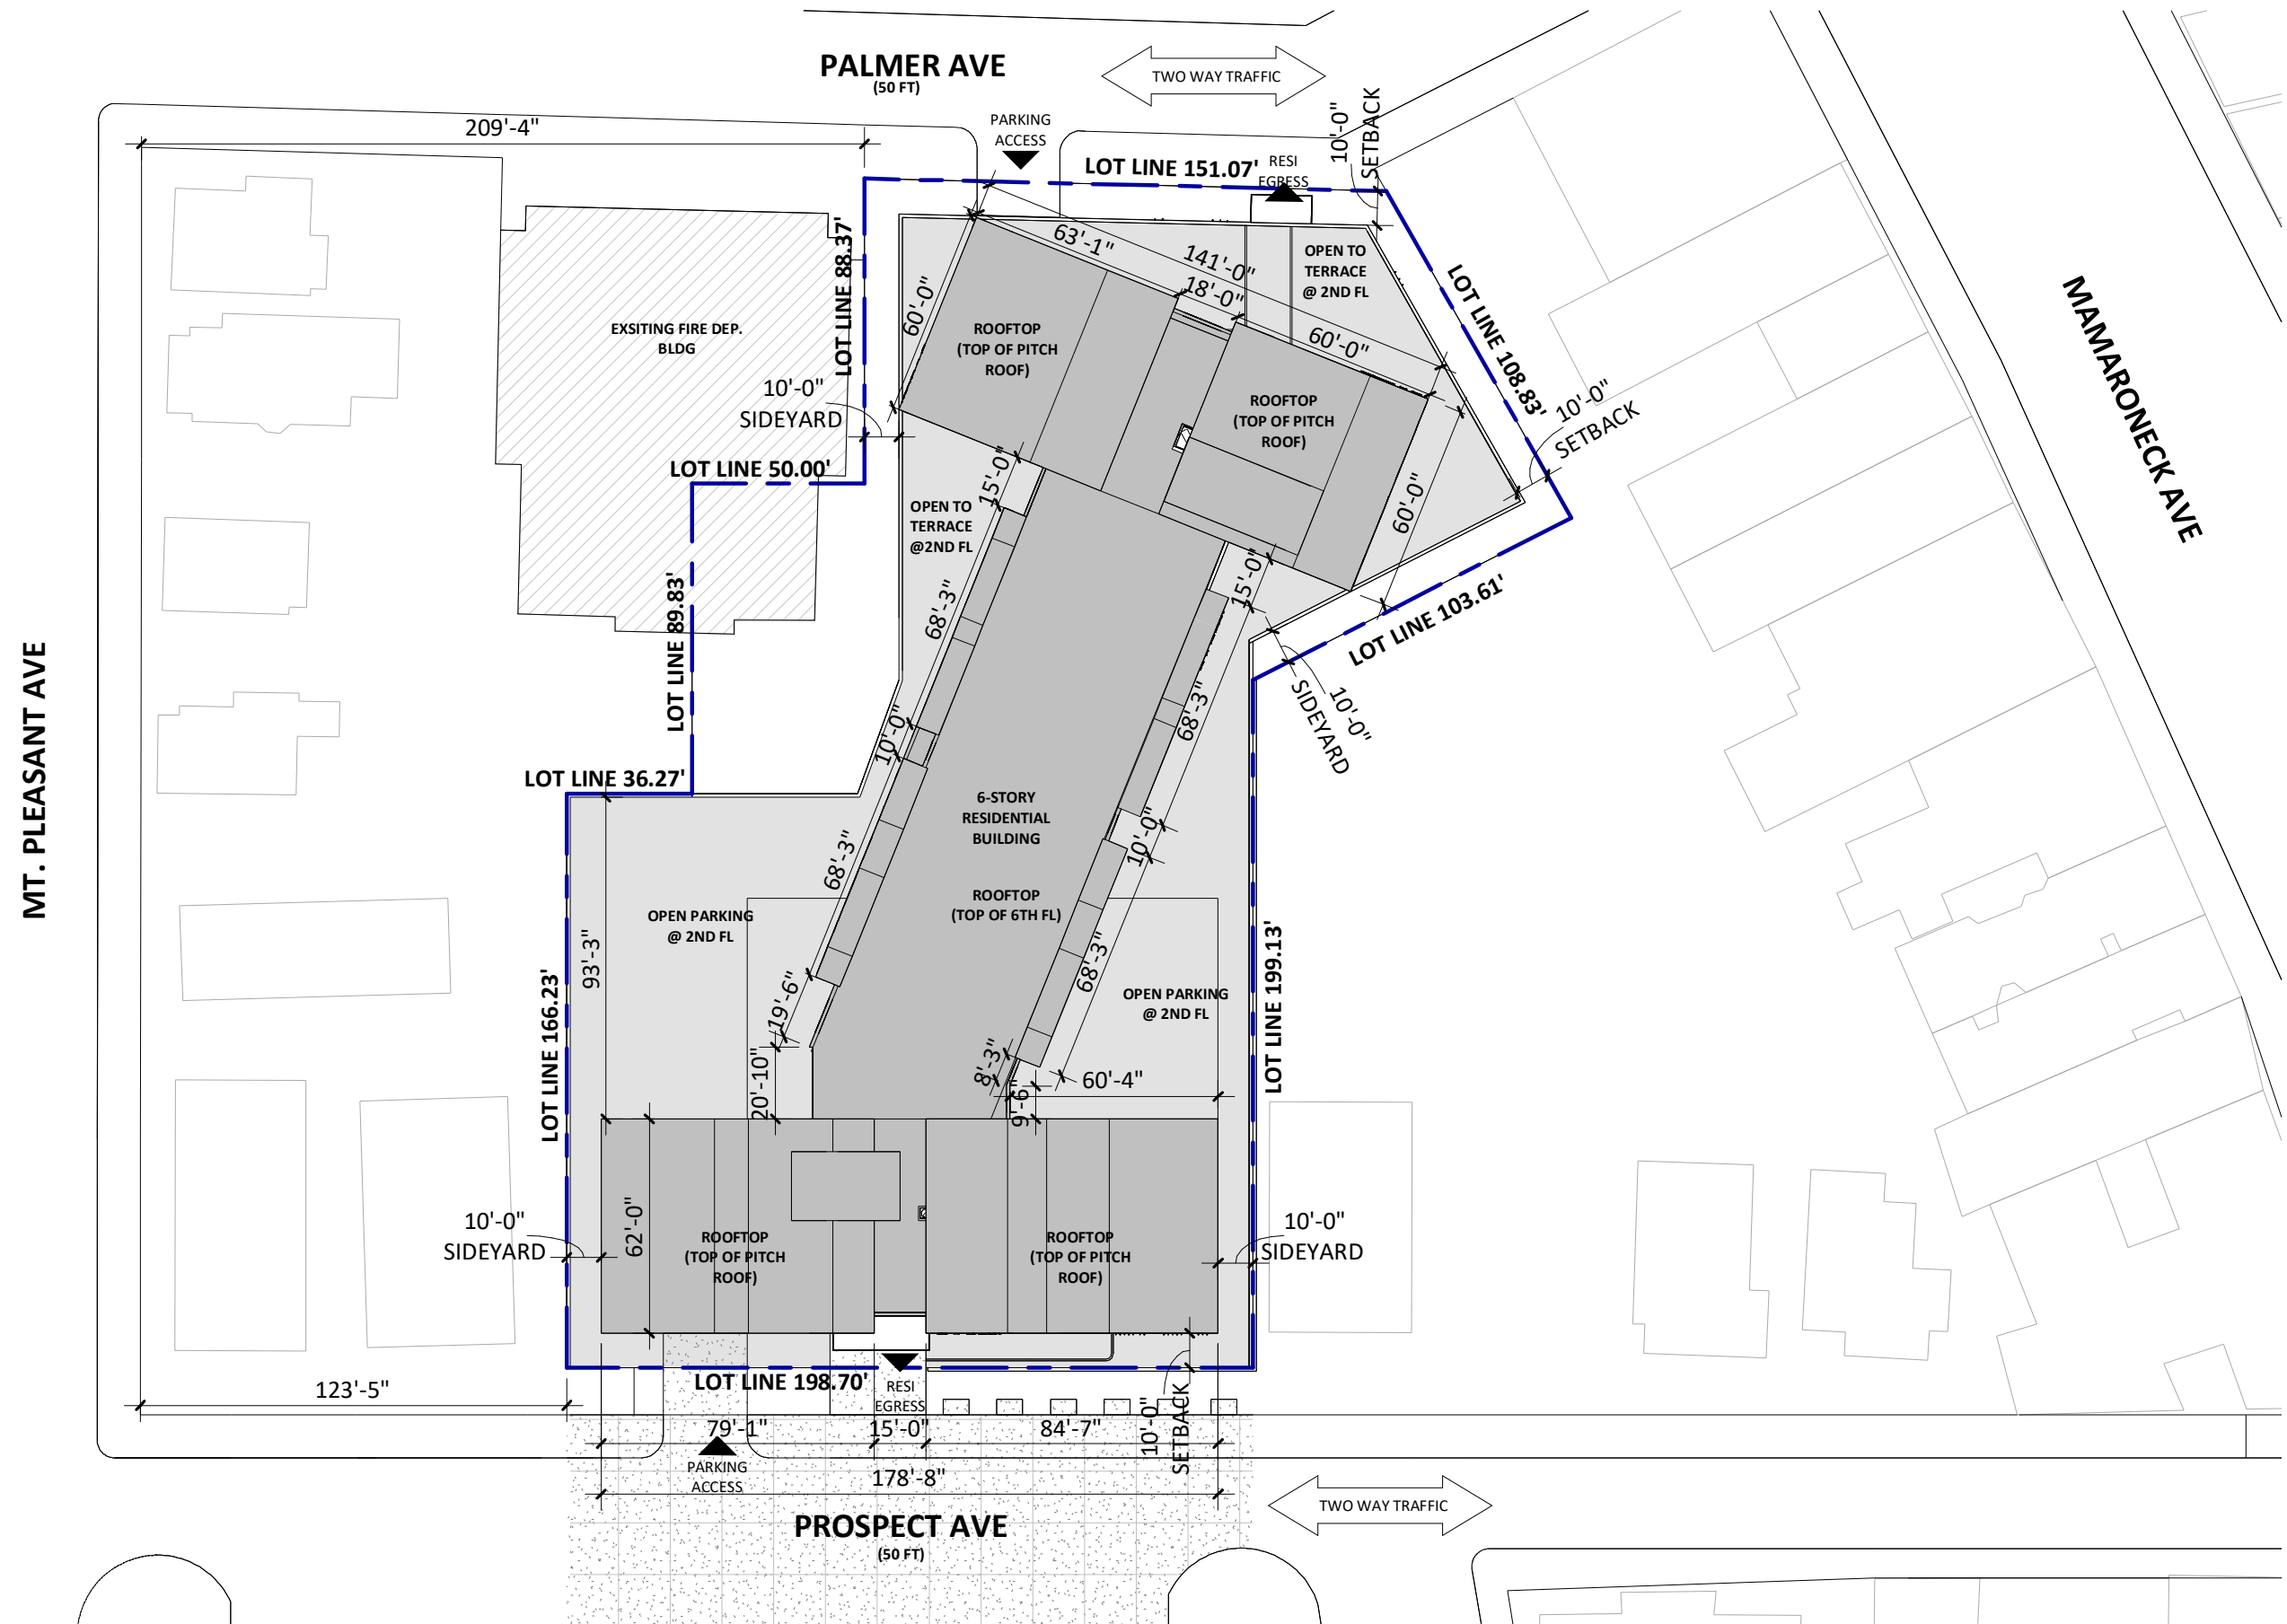 PALMER AVE
(50 FT)
TWO WAY TRAFFIC
209'-4"
PARKING
ACCESS
LOT LINE 151.07'
RESI
EGRESS
10'-0"
SETBACK
63'-1"
141'-0"
18'-0"
60'-0"
OPEN TO
TERRACE
@ 2ND FL
LOT LINE 108.83'
LOT LINE 88.37'
60'-0"
EXSITING FIRE DEP.
BLDG
ROOFTOP
(TOP OF PITCH
ROOF)
ROOFTOP
(TOP OF PITCH
ROOF)
10'-0"
SIDEYARD
10'-0"
SETBACK
MAMARONECK AVE
LOT LINE 50.00'
15'-0"
60'-0"
OPEN TO
TERRACE
@2ND FL
15'-0"
LOT LINE 103.61'
LOT LINE 89.83'
68'-3"
68'-3"
10'-0"
SIDEYARD
10'-0"
MT. PLEASANT AVE
LOT LINE 36.27'
6-STORY
RESIDENTIAL
BUILDING
10'-0"
68'-3"
ROOFTOP
(TOP OF 6TH FL)
OPEN PARKING
@ 2ND FL
93'-3"
68'-3"
LOT LINE 166.23'
LOT LINE 199.13'
OPEN PARKING
@ 2ND FL
19'-6"
20'-10"
8'-3"
9'-6"
60'-4"
62'-0"
10'-0"
SIDEYARD
ROOFTOP
(TOP OF PITCH
ROOF)
ROOFTOP
(TOP OF PITCH
ROOF)
10'-0"
SIDEYARD
123'-5"
LOT LINE 198.70'
RESI
EGRESS
10'-0"
SETBACK
79'-1"
15'-0"
84'-7"
PARKING
ACCESS
178'-8"
TWO WAY TRAFFIC
PROSPECT AVE
(50 FT)